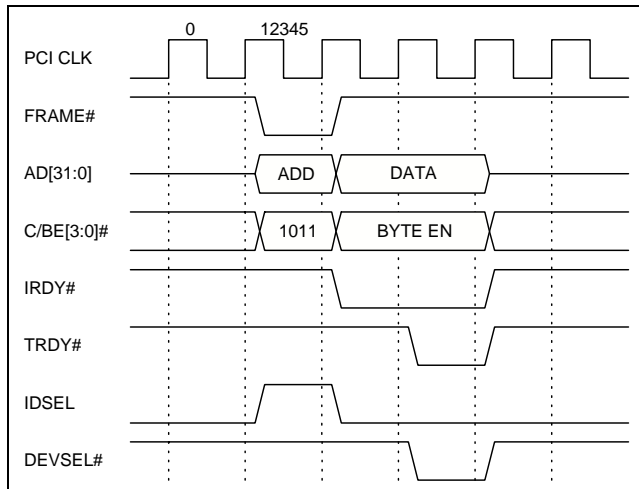 0 12345
PCI CLK
FRAME#
AD[31:0] ADD DATA
C/BE[3:0]# 1011 BYTE EN
IRDY#
TRDY#
IDSEL
DEVSEL#